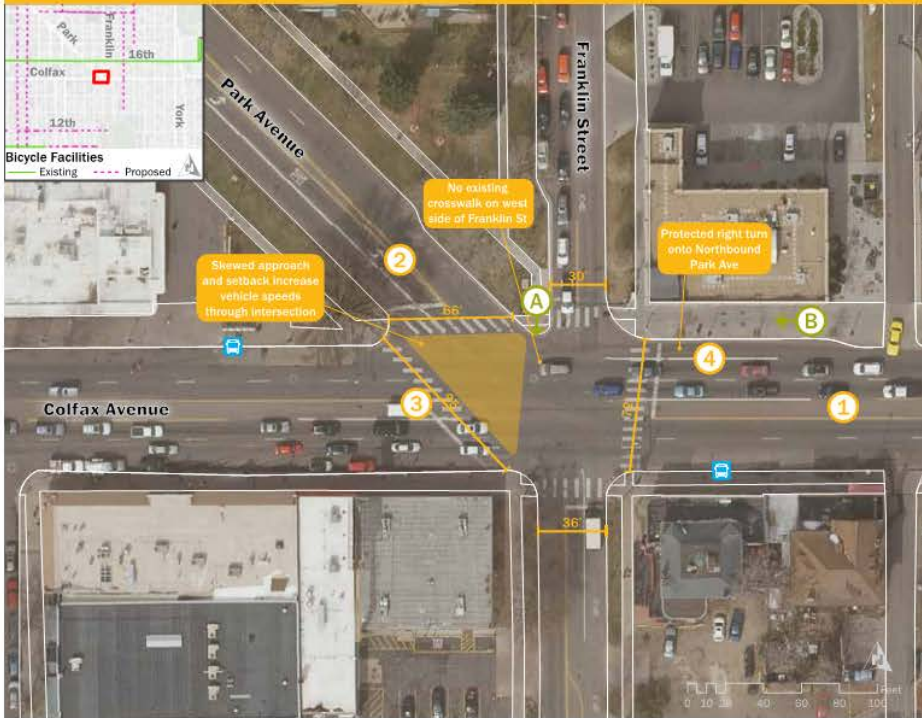 Park
Franklin
16th
Colfax
12th
York
Bicycle Facilities
Existing
Proposed
N
Park Avenue
Franklin Street
No existing
crosswalk on west
side of Franklin St
Protected right turn
onto Northbound
Park Ave
Skewed approach
and setback increase
vehicle speeds
through intersection
2
A
30'
66'
B
4
3
1
Colfax Avenue
36'
N
Feet
0 10 20 40 60 80 100